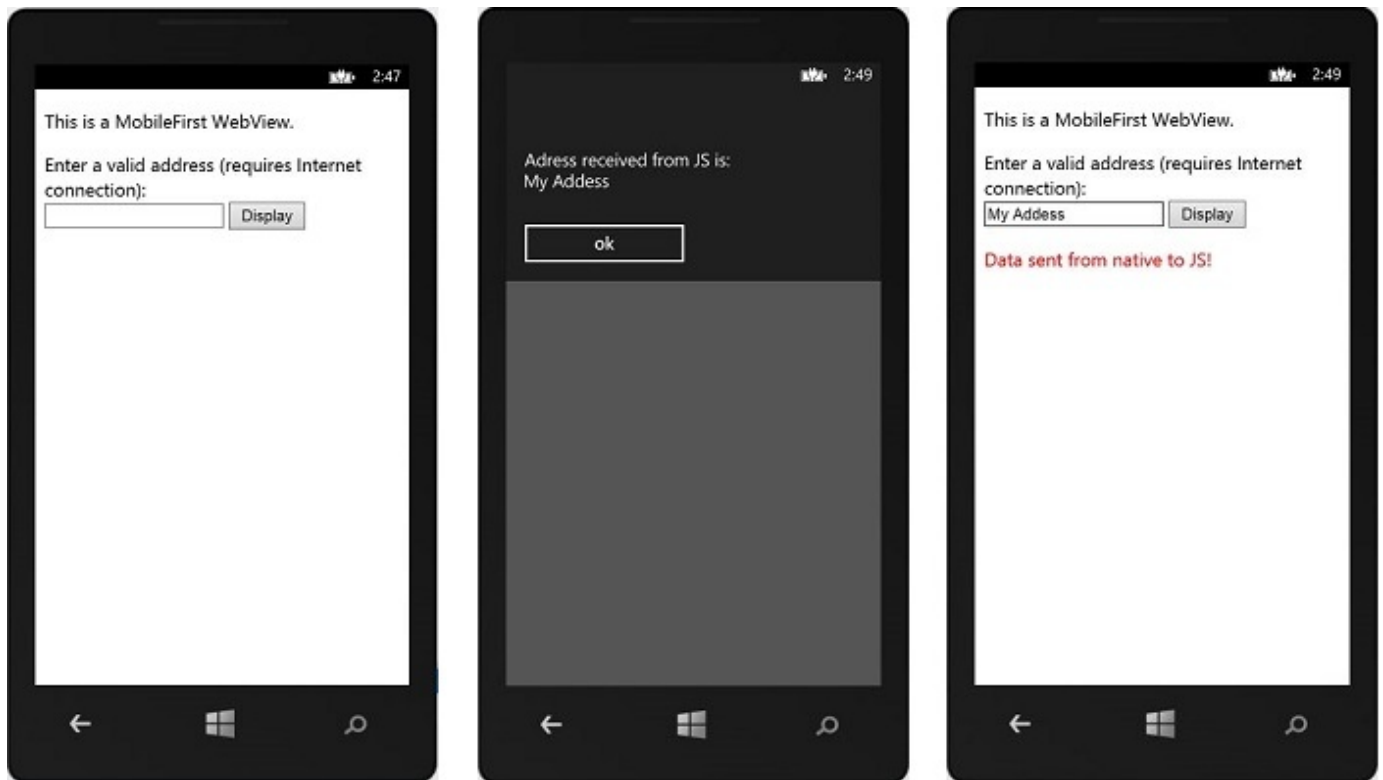 2:47
This is a MobileFirst WebView.
Enter a valid address (requires Internet
connection):
Display
2:49
Adress received from JS is:
My Addess
ok
2:49
This is a MobileFirst WebView.
Enter a valid address (requires Internet
connection):
My Addess Display
Data sent from native to JS!